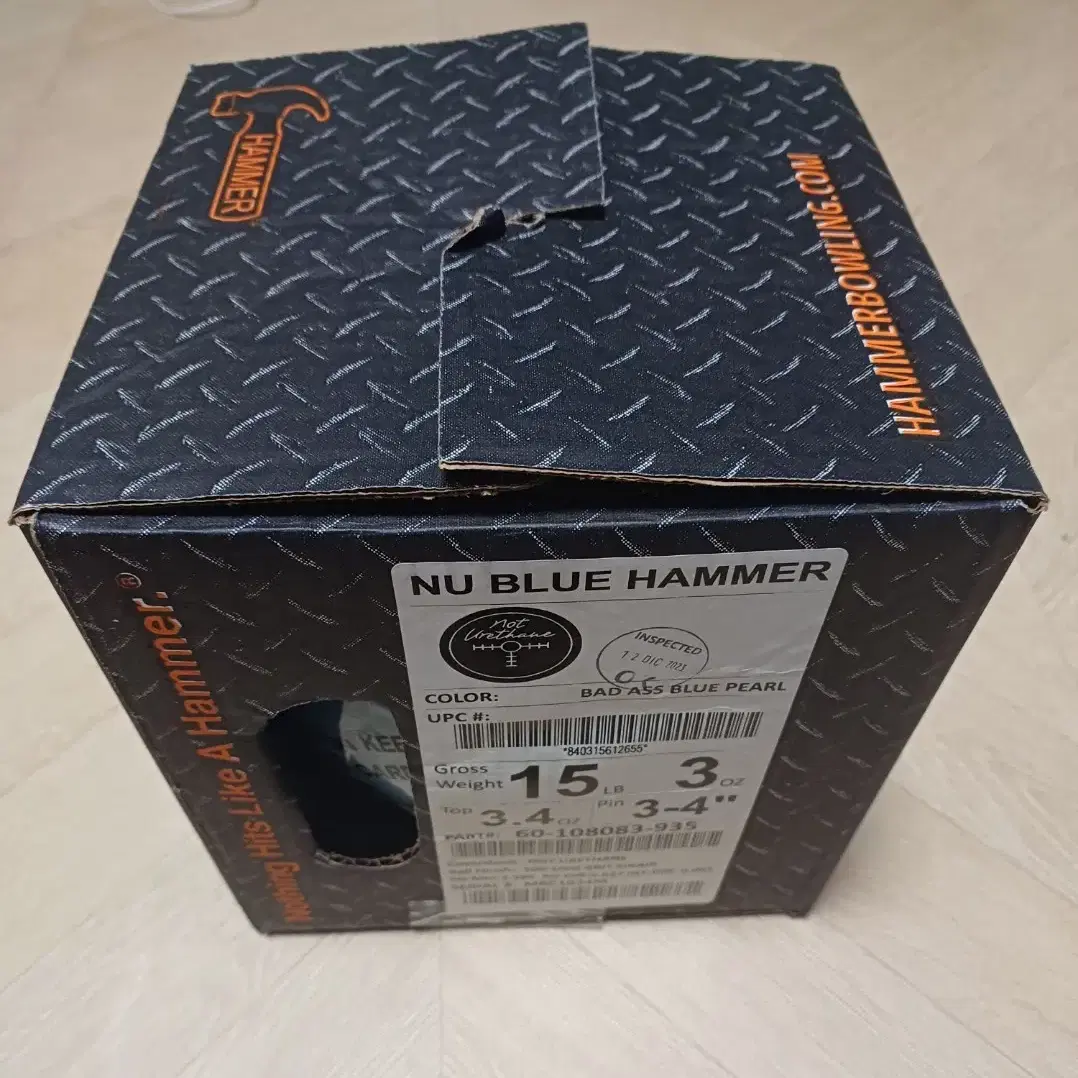 HAMMER
HAMMERBOWLING.COM
Nothing Hits Like A Hammer.®
NU BLUE HAMMER
Not
Urethane
INSPECTED
12 DIC 2023
COLOR: BAD ASS BLUE PEARL
UPC #:
*840315612655*
Gross
Weight 15 LB 3 OZ
Top 3.4 OZ Pin 3-4"
PART#: 60-108083-935
SERIAL #
KEE